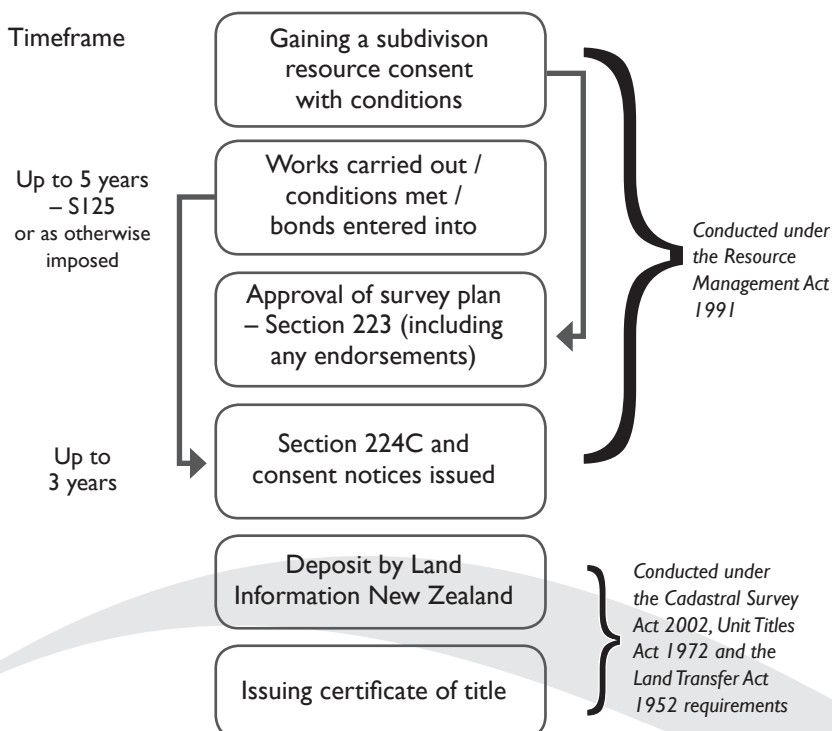 Timeframe
Gaining a subdivison
resource consent
with conditions
Works carried out /
conditions met /
bonds entered into
Up to 5 years
– S125
or as otherwise
imposed
Conducted under
the Resource
Management Act
1991
Approval of survey plan
– Section 223 (including
any endorsements)
Section 224C and
consent notices issued
Up to
3 years
Deposit by Land
Information New Zealand
Conducted under
the Cadastral Survey
Act 2002, Unit Titles
Act 1972 and the
Land Transfer Act
1952 requirements
Issuing certificate of title